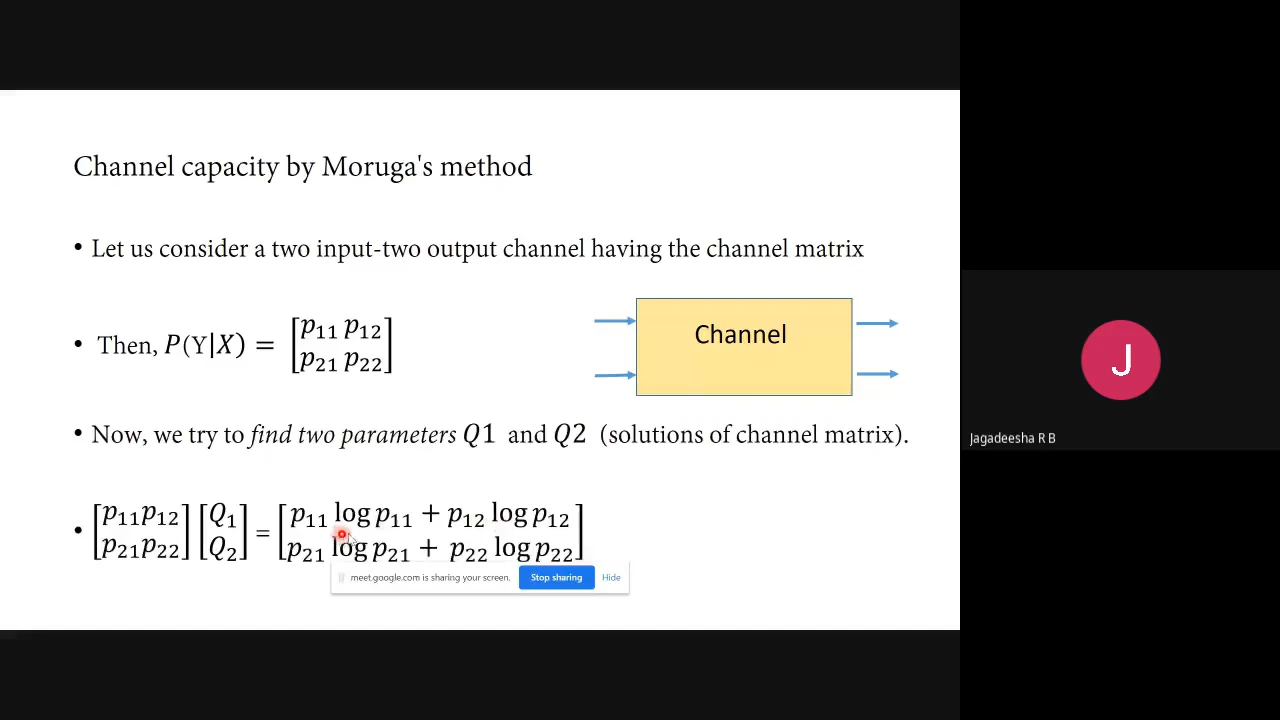 Channel capacity by Moruga's method
• Let us consider a two input-two output channel having the channel matrix
• Then, P(Y|X) = [p₁₁ p₁₂
p₂₁ p₂₂]
Channel
• Now, we try to find two parameters Q1 and Q2 (solutions of channel matrix).
• [p₁₁p₁₂ [Q₁ = [p₁₁ log p₁₁ + p₁₂ log p₁₂
p₂₁p₂₂] Q₂] p₂₁ log p₂₁ + p₂₂ log p₂₂]
meet.google.com is sharing your screen. Stop sharing Hide
J
Jagadeesha R B